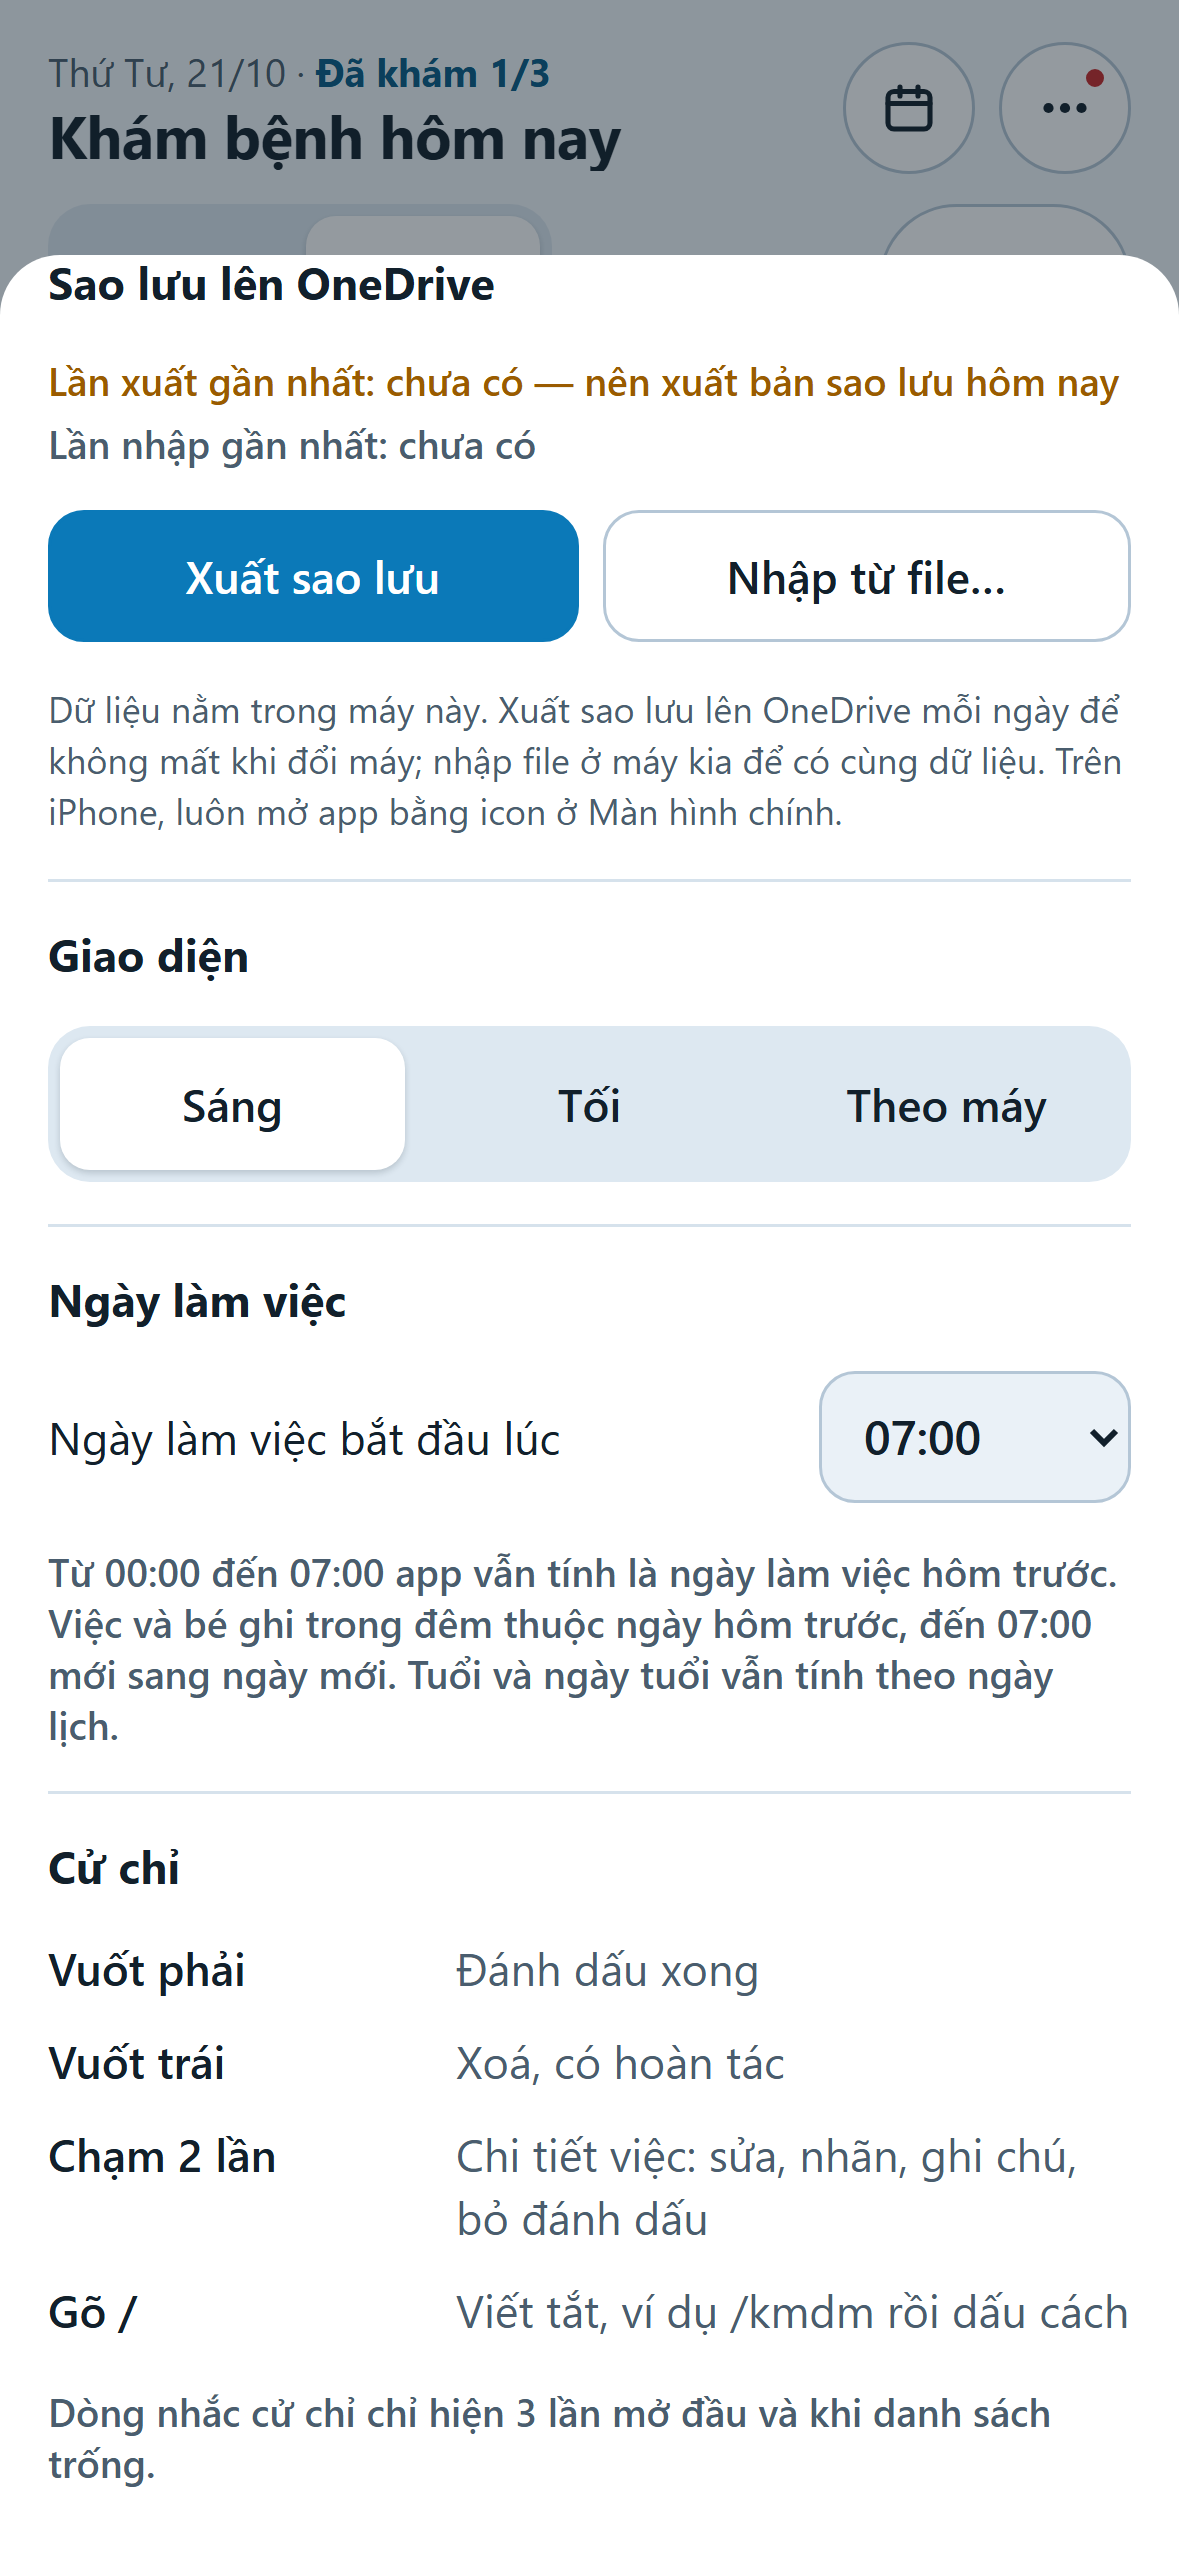 Thứ Tư, 21/10 · Đã khám 1/3
Khám bệnh hôm nay
Sao lưu lên OneDrive
Lần xuất gần nhất: chưa có — nên xuất bản sao lưu hôm nay
Lần nhập gần nhất: chưa có
Xuất sao lưu
Nhập từ file...
Dữ liệu nằm trong máy này. Xuất sao lưu lên OneDrive mỗi ngày để
không mất khi đổi máy; nhập file ở máy kia để có cùng dữ liệu. Trên
iPhone, luôn mở app bằng icon ở Màn hình chính.
Giao diện
Sáng
Tối
Theo máy
Ngày làm việc
Ngày làm việc bắt đầu lúc
07:00
Từ 00:00 đến 07:00 app vẫn tính là ngày làm việc hôm trước.
Việc và bé ghi trong đêm thuộc ngày hôm trước, đến 07:00
mới sang ngày mới. Tuổi và ngày tuổi vẫn tính theo ngày
lịch.
Cử chỉ
Vuốt phải
Đánh dấu xong
Vuốt trái
Xoá, có hoàn tác
Chạm 2 lần
Chi tiết việc: sửa, nhãn, ghi chú,
bỏ đánh dấu
Gõ /
Viết tắt, ví dụ /kmdm rồi dấu cách
Dòng nhắc cử chỉ chỉ hiện 3 lần mở đầu và khi danh sách
trống.